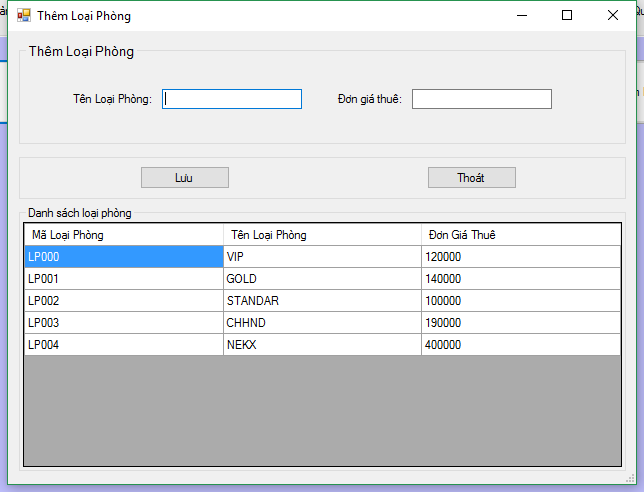 Thêm Loại Phòng
Thêm Loại Phòng
Tên Loại Phòng: Đơn giá thuê:
Lưu Thoát
Danh sách loại phòng
Mã Loại Phòng Tên Loại Phòng Đơn Giá Thuê
LP000 VIP 120000
LP001 GOLD 140000
LP002 STANDAR 100000
LP003 CHHND 190000
LP004 NEKX 400000